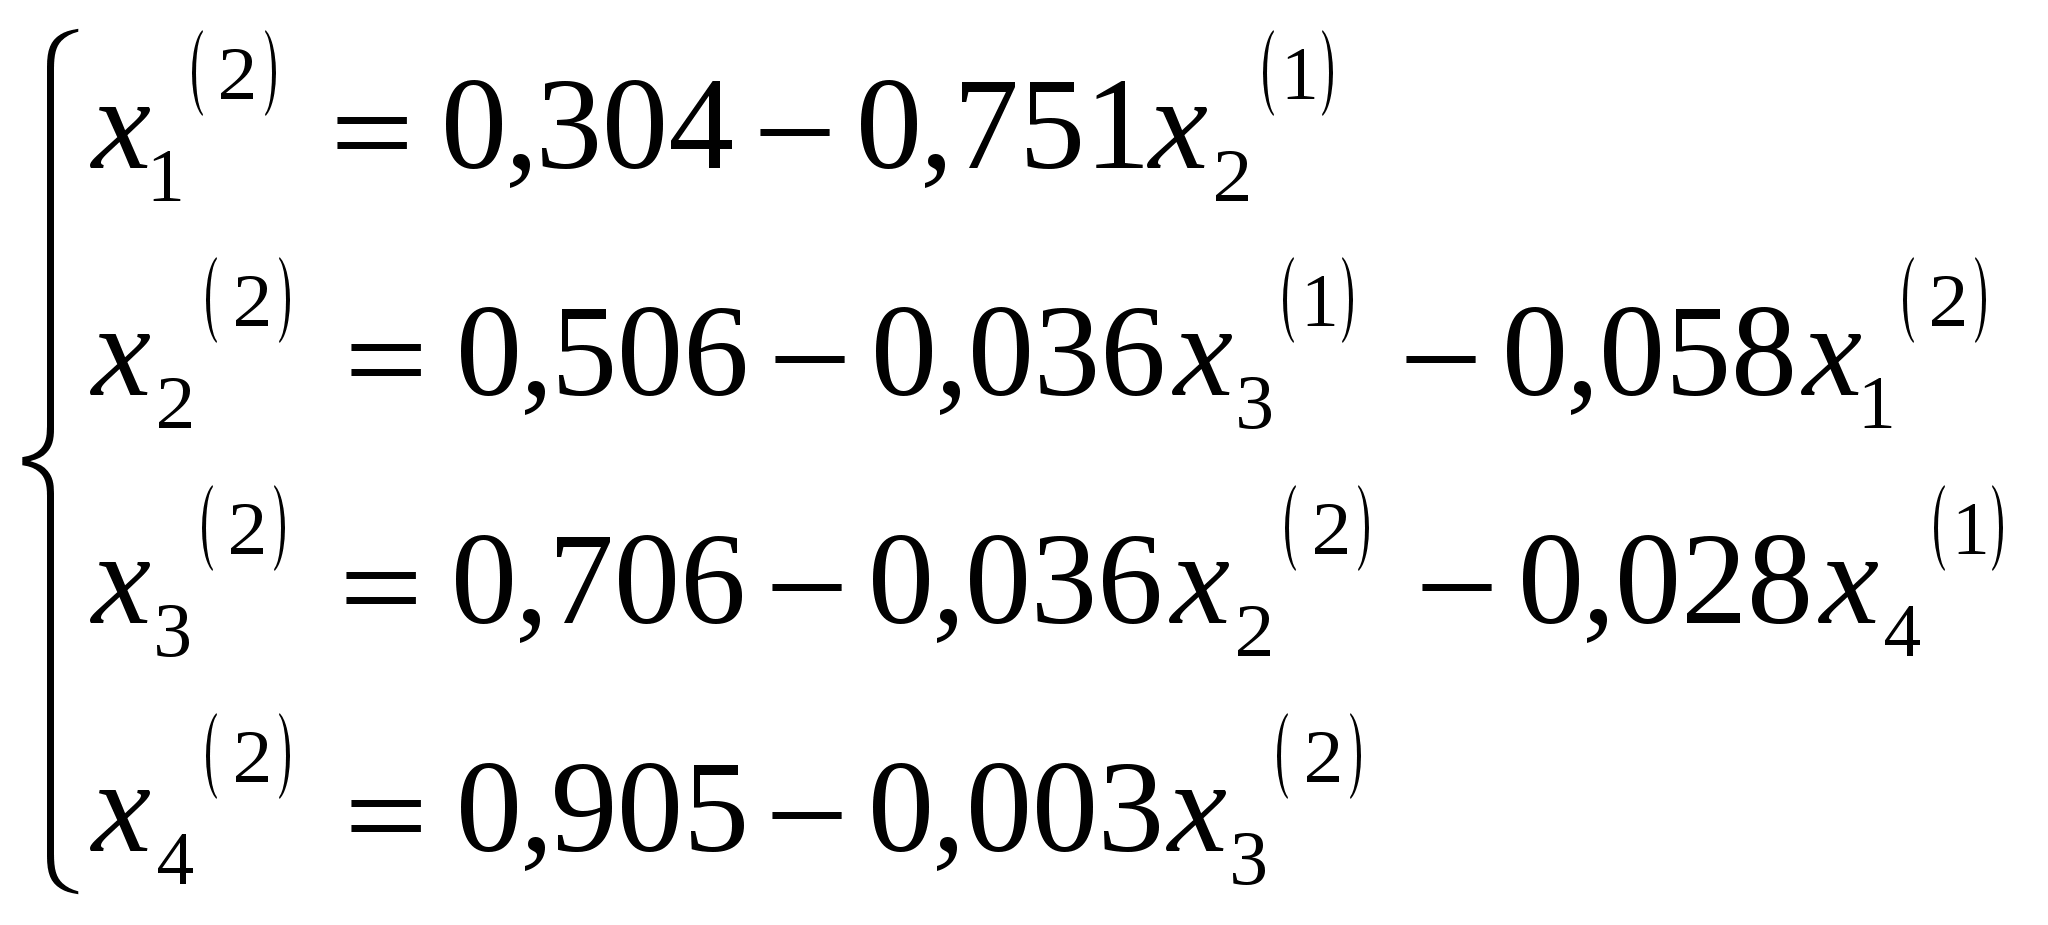 x₁⁽²⁾ = 0,304 − 0,751x₂⁽¹⁾
x₂⁽²⁾ = 0,506 − 0,036x₃⁽¹⁾ − 0,058x₁⁽²⁾
x₃⁽²⁾ = 0,706 − 0,036x₂⁽²⁾ − 0,028x₄⁽¹⁾
x₄⁽²⁾ = 0,905 − 0,003x₃⁽²⁾